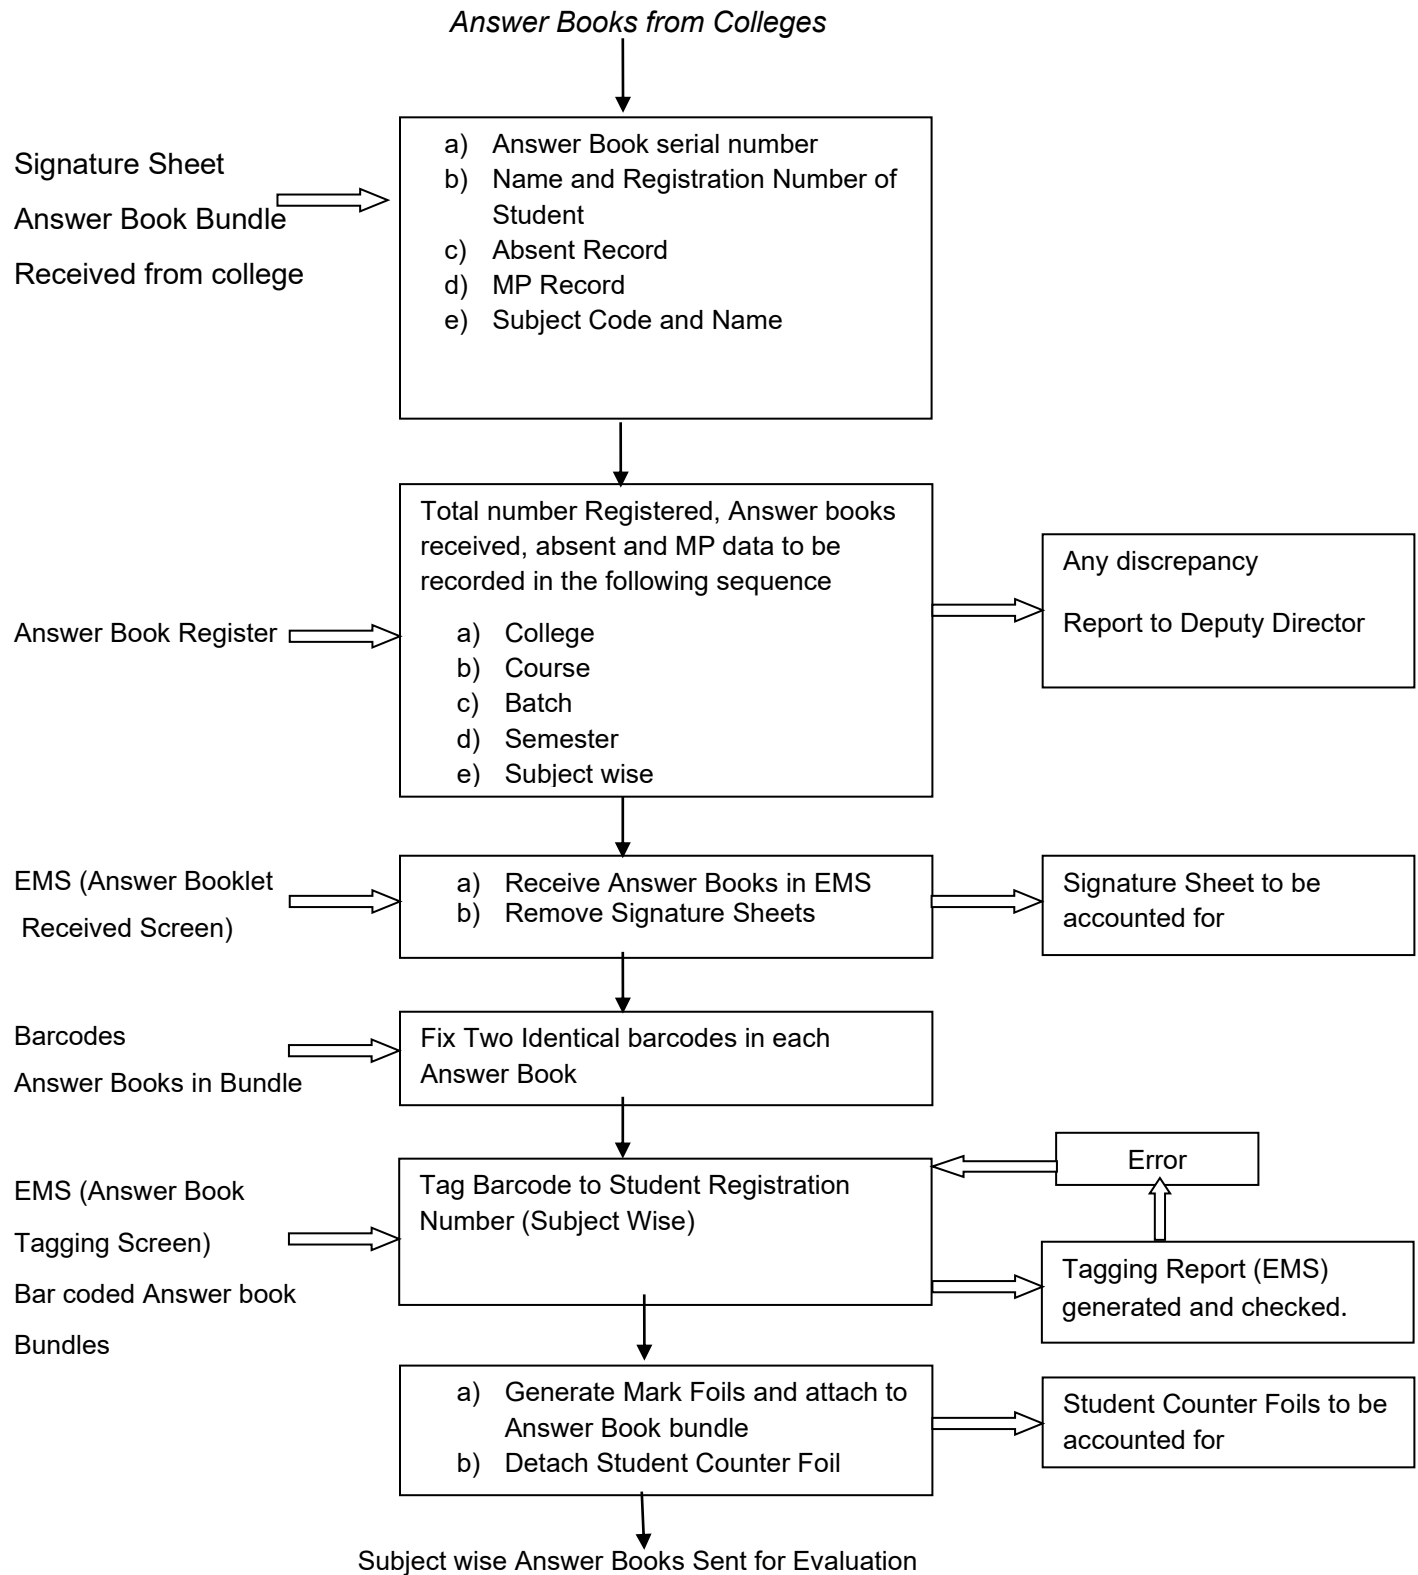 Answer Books from Colleges
Signature Sheet
Answer Book Bundle
Received from college
a) Answer Book serial number
b) Name and Registration Number of
Student
c) Absent Record
d) MP Record
e) Subject Code and Name
Answer Book Register
Total number Registered, Answer books
received, absent and MP data to be
recorded in the following sequence
a) College
b) Course
c) Batch
d) Semester
e) Subject wise
Any discrepancy
Report to Deputy Director
EMS (Answer Booklet
Received Screen)
a) Receive Answer Books in EMS
b) Remove Signature Sheets
Signature Sheet to be
accounted for
Barcodes
Answer Books in Bundle
Fix Two Identical barcodes in each
Answer Book
EMS (Answer Book
Tagging Screen)
Bar coded Answer book
Bundles
Tag Barcode to Student Registration
Number (Subject Wise)
Error
Tagging Report (EMS)
generated and checked.
a) Generate Mark Foils and attach to
Answer Book bundle
b) Detach Student Counter Foil
Student Counter Foils to be
accounted for
Subject wise Answer Books Sent for Evaluation